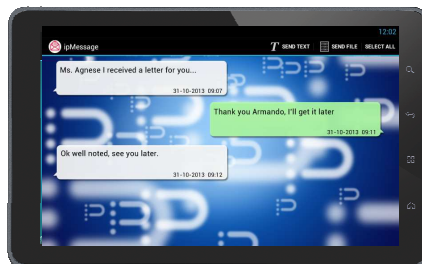 12:02
ipMessage
T SEND TEXT
SEND FILE
SELECT ALL
Ms. Agnese I received a letter for you...
31-10-2013 09:07
Thank you Armando, I'll get it later
31-10-2013 09:11
Ok well noted, see you later.
31-10-2013 09:12